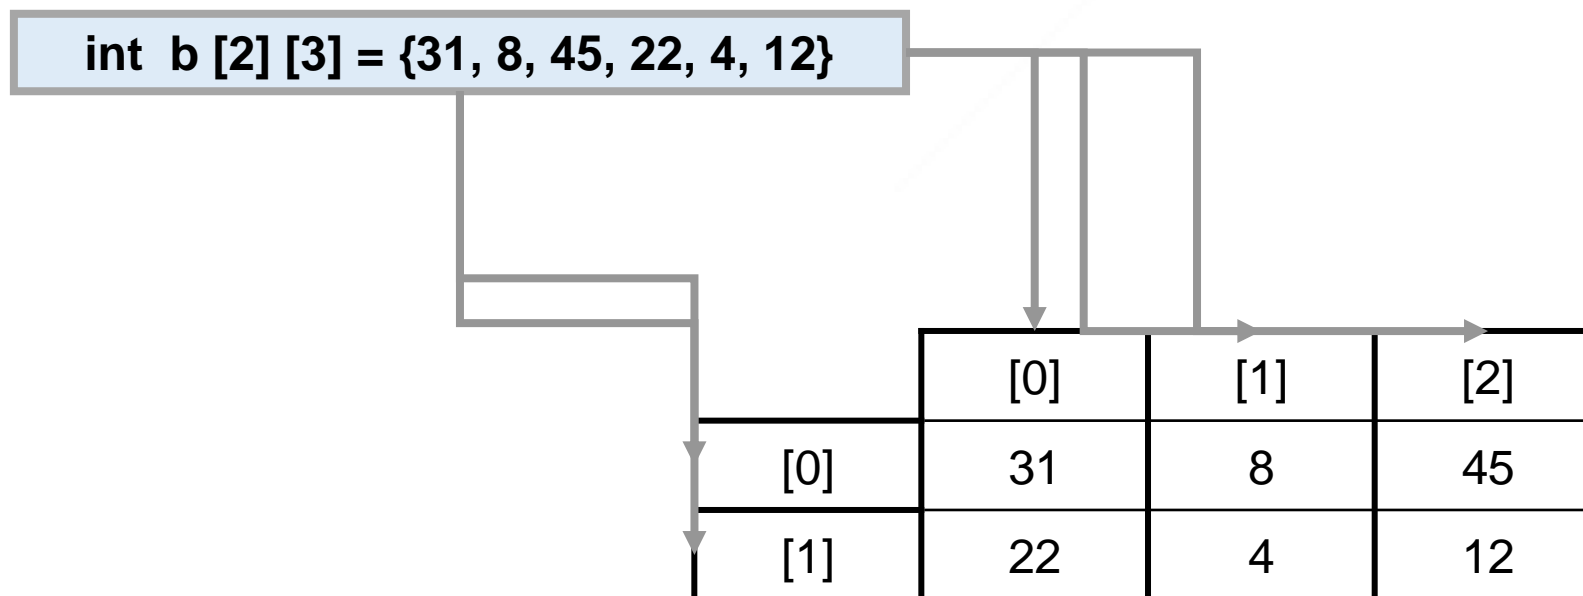 int b [2] [3] = {31, 8, 45, 22, 4, 12}
[0] [1] [2]
[0] 31 8 45
[1] 22 4 12